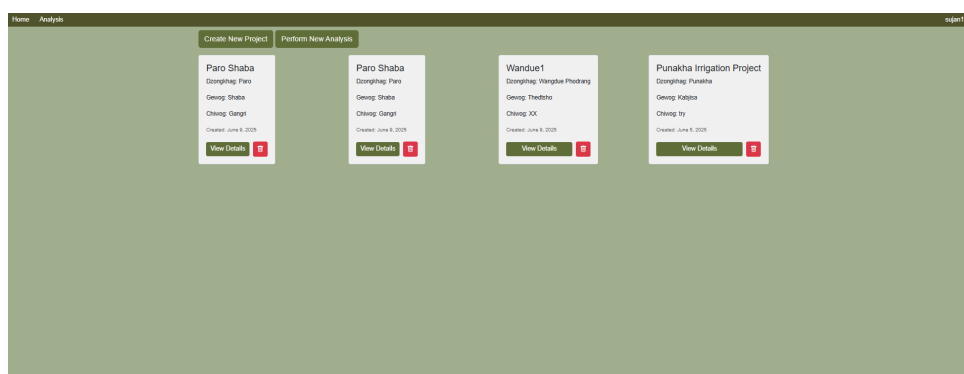 Home Analysis sujan1
Create New Project Perform New Analysis
Paro Shaba
Dzongkhag: Paro
Gewog: Shaba
Chiwog: Gangri
Created: June 9, 2025
View Details
Paro Shaba
Dzongkhag: Paro
Gewog: Shaba
Chiwog: Gangri
Created: June 9, 2025
View Details
Wandue1
Dzongkhag: Wangdue Phodrang
Gewog: Thedtsho
Chiwog: XX
Created: June 9, 2025
View Details
Punakha Irrigation Project
Dzongkhag: Punakha
Gewog: Kabjisa
Chiwog: try
Created: June 5, 2025
View Details